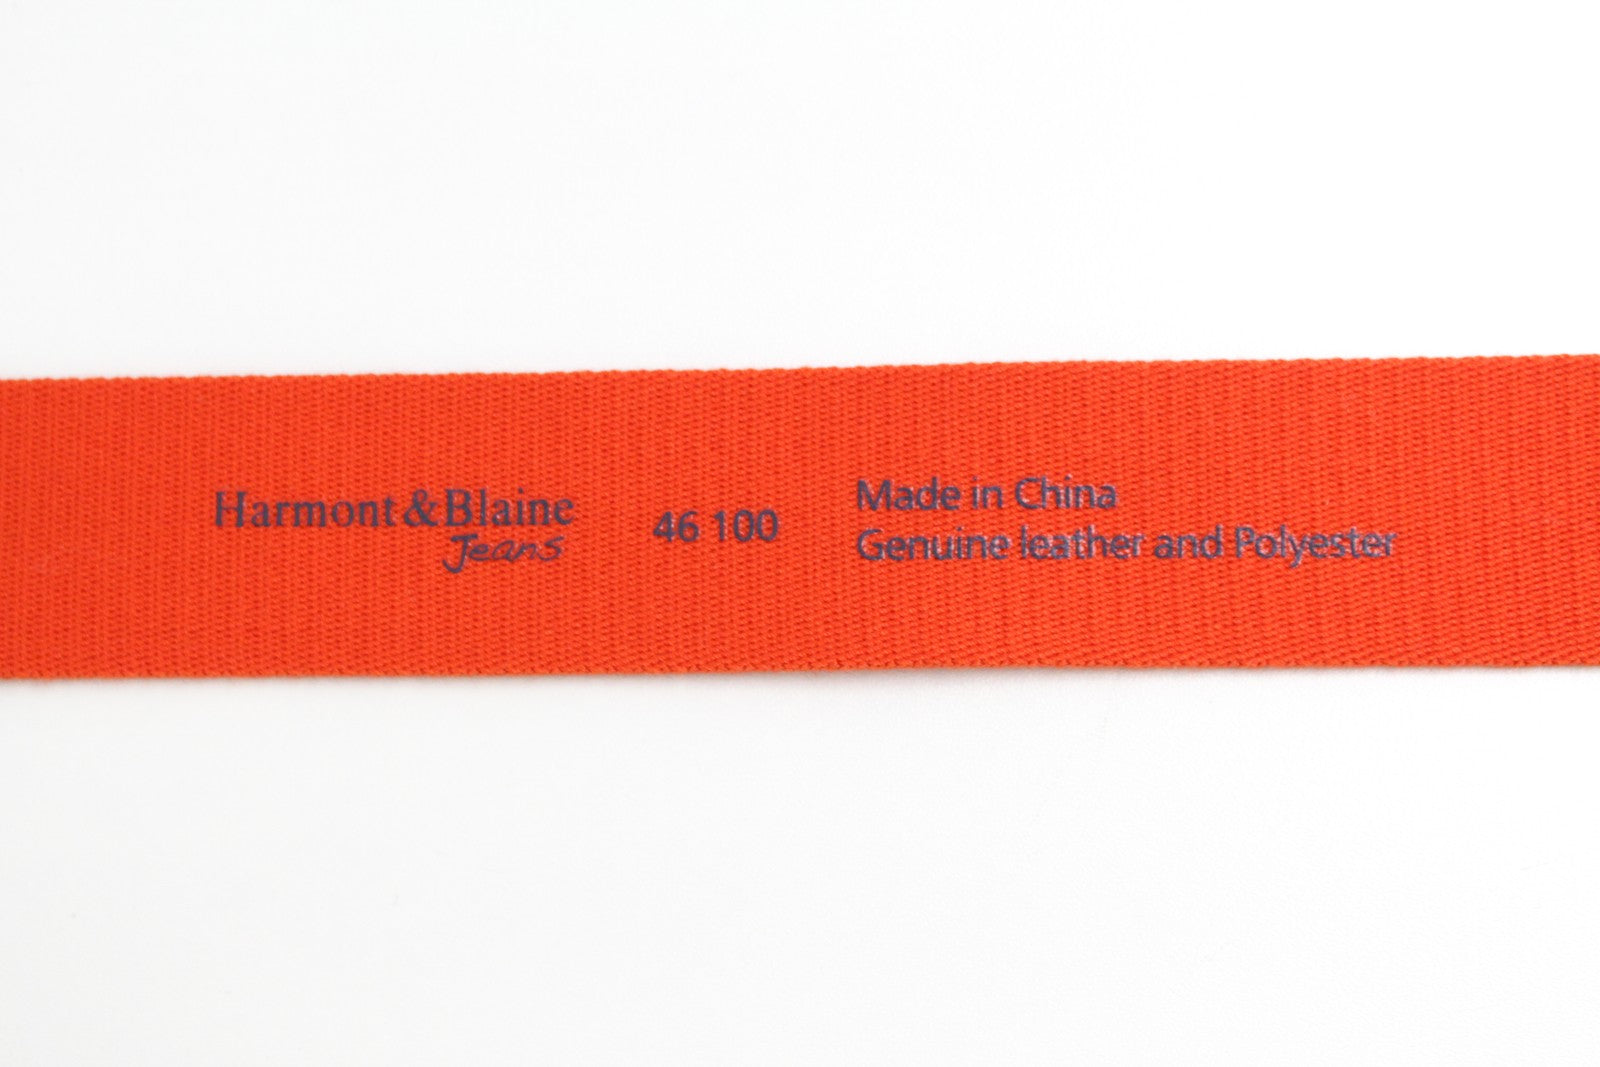 Harmont & Blaine
Jeans
46 100
Made in China
Genuine leather and Polyester